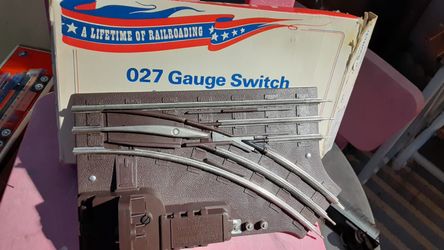 A LIFETIME OF RAILROADING
027 Gauge Switch